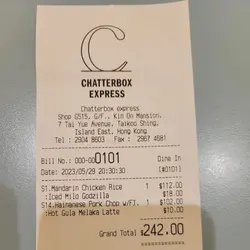 C
CHATTERBOX
EXPRESS
Chatterbox express
Shop GS15, G/F., Kin On Mansion,
7 Tai Yue Avenue, Taikoo Shing,
Island East, Hong Kong
Tel : 2904 8603 Fax : 2967 4681
Bill No.: 000-000101 Dine In
Date : 2023/05/29 20:30:30 [#0101]
S1.Mandarin Chicken Rice 1 $112.00
:Iced Milo Godzilla $18.00
S14.Hainanese Pork Chop w/FT. 1 $102.00
:Hot Gula Melaka Latte $10.00
Grand Total : $242.00